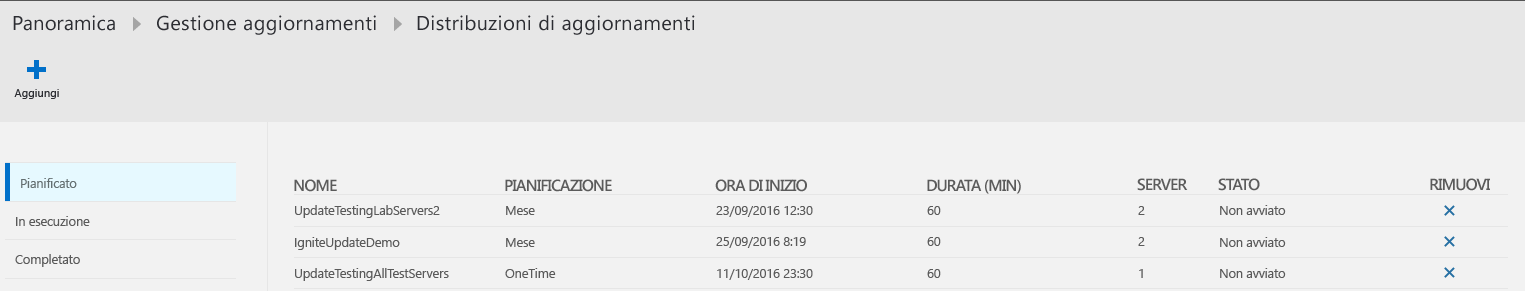 Panoramica Gestione aggiornamenti Distribuzioni di aggiornamenti
Aggiungi
Pianificato
In esecuzione
Completato
NOME PIANIFICAZIONE ORA DI INIZIO DURATA (MIN) SERVER STATO RIMUOVI
UpdateTestingLabServers2 Mese 23/09/2016 12:30 60 2 Non avviato
IgniteUpdateDemo Mese 25/09/2016 8:19 60 2 Non avviato
UpdateTestingAllTestServers OneTime 11/10/2016 23:30 60 1 Non avviato